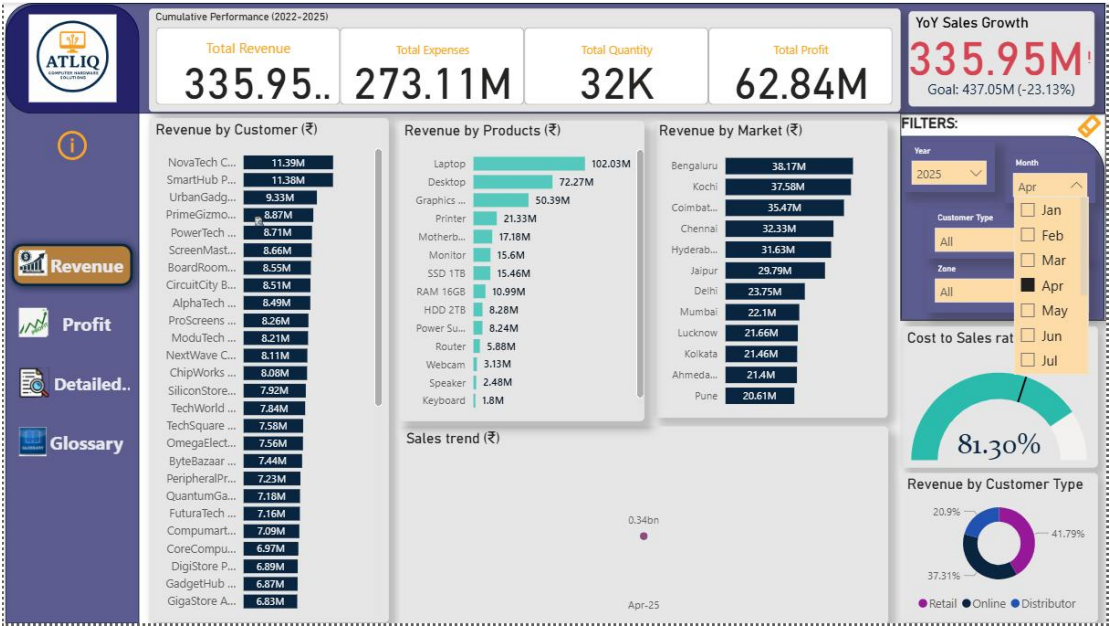 ATLIQ
COMPUTER HARDWARE
SOLUTIONS
Revenue
Profit
Detailed..
Glossary
Cumulative Performance (2022-2025)
Total Revenue
335.95..
Total Expenses
273.11M
Total Quantity
32K
Total Profit
62.84M
YoY Sales Growth
335.95M!
Goal: 437.05M (-23.13%)
Revenue by Customer (₹)
NovaTech C... 11.39M
SmartHub P... 11.38M
UrbanGadg... 9.33M
PrimeGizmo... 8.87M
PowerTech ... 8.71M
ScreenMast... 8.66M
BoardRoom... 8.55M
CircuitCity B... 8.51M
AlphaTech ... 8.49M
ProScreens ... 8.26M
ModuTech ... 8.21M
NextWave C... 8.11M
ChipWorks ... 8.08M
SiliconStore... 7.92M
TechWorld ... 7.84M
TechSquare ... 7.58M
OmegaElect... 7.56M
ByteBazaar ... 7.44M
PeripheralPr... 7.23M
QuantumGa... 7.18M
FuturaTech ... 7.16M
Compumart... 7.09M
CoreCompu... 6.97M
DigiStore P... 6.89M
GadgetHub ... 6.87M
GigaStore A... 6.83M
Revenue by Products (₹)
Laptop 102.03M
Desktop 72.27M
Graphics ... 50.39M
Printer 21.33M
Motherb... 17.18M
Monitor 15.6M
SSD 1TB 15.46M
RAM 16GB 10.99M
HDD 2TB 8.28M
Power Su... 8.24M
Router 5.88M
Webcam 3.13M
Speaker 2.48M
Keyboard 1.8M
Revenue by Market (₹)
Bengaluru 38.17M
Kochi 37.58M
Coimbat... 35.47M
Chennai 32.33M
Hyderab... 31.63M
Jaipur 29.79M
Delhi 23.75M
Mumbai 22.1M
Lucknow 21.66M
Kolkata 21.46M
Ahmeda... 21.4M
Pune 20.61M
Sales trend (₹)
0.34bn
Apr-25
FILTERS:
Year
2025
Month
Apr
Jan
Feb
Mar
Apr
May
Jun
Jul
Customer Type
All
Zone
All
Cost to Sales rat
81.30%
Revenue by Customer Type
20.9%
41.79%
37.31%
Retail Online Distributor